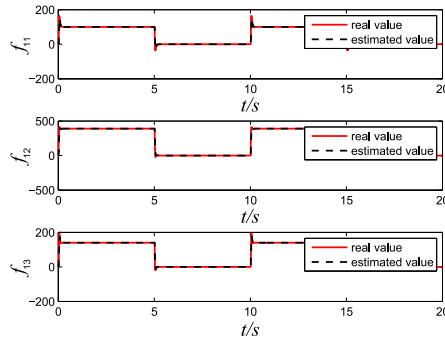 200
f11
0
−200
real value
estimated value
0 5 10 15 20
t/s
500
f12
0
−500
real value
estimated value
0 5 10 15 20
t/s
200
f13
0
−200
real value
estimated value
0 5 10 15 20
t/s